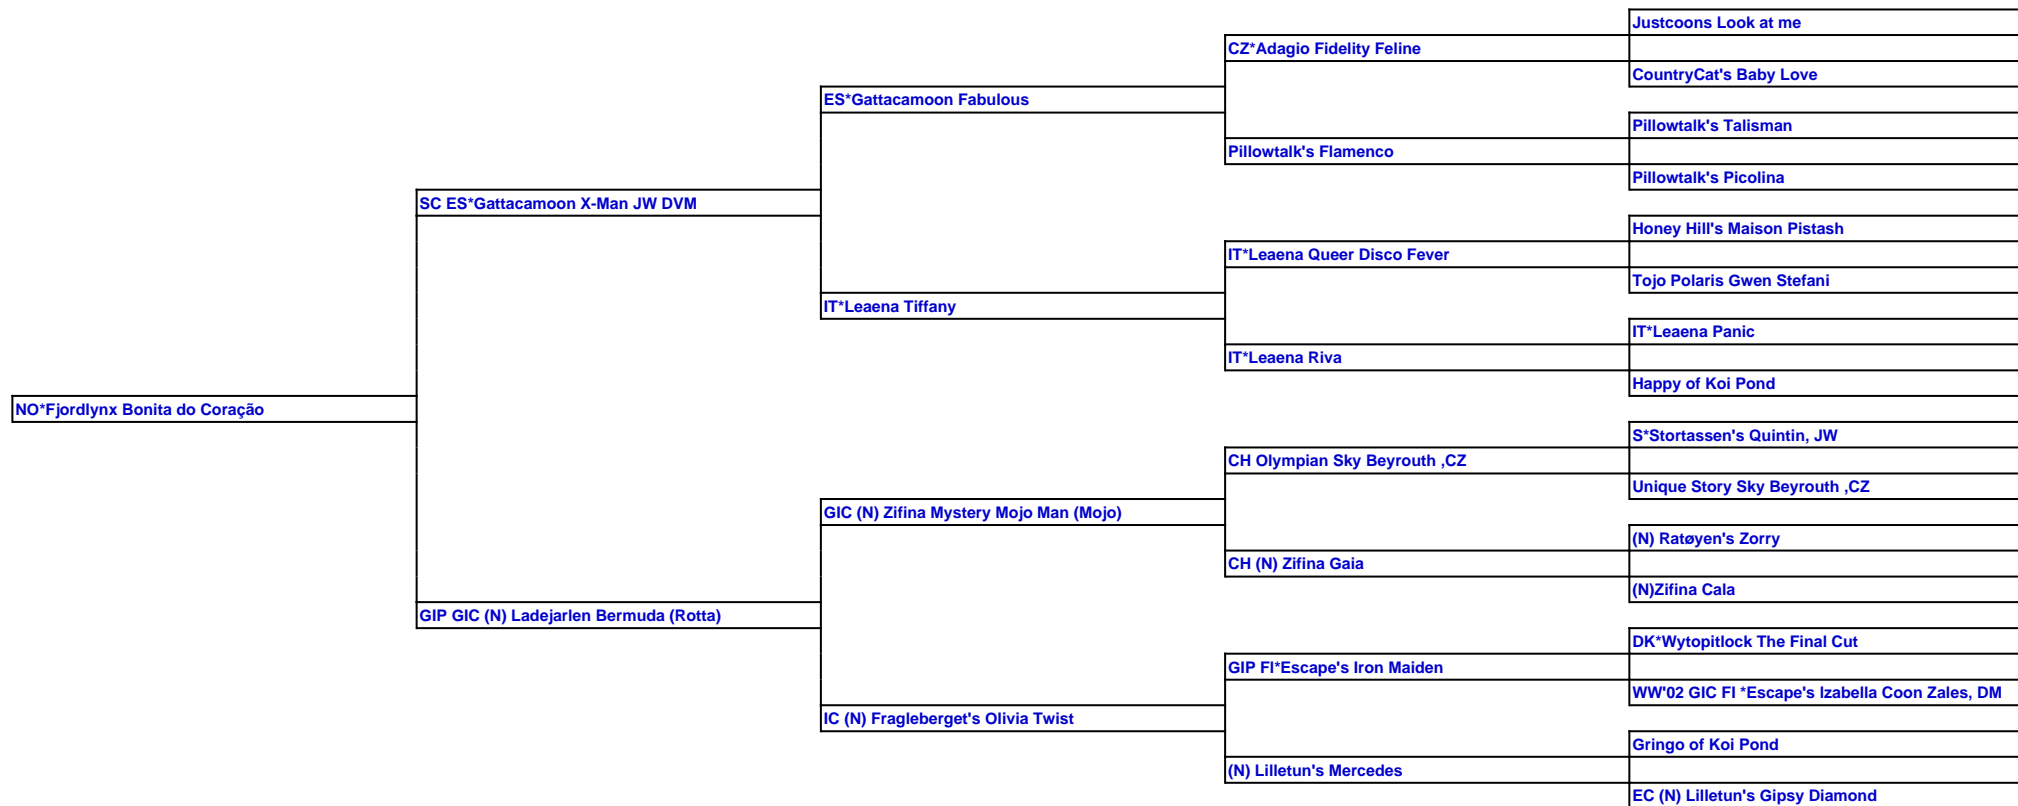 Justcoons Look at me
CZ*Adagio Fidelity Feline
CountryCat's Baby Love
ES*Gattacamoon Fabulous
Pillowtalk's Talisman
Pillowtalk's Flamenco
Pillowtalk's Picolina
SC ES*Gattacamoon X-Man JW DVM
Honey Hill's Maison Pistash
IT*Leaena Queer Disco Fever
Tojo Polaris Gwen Stefani
IT*Leaena Tiffany
IT*Leaena Panic
IT*Leaena Riva
Happy of Koi Pond
NO*Fjordlynx Bonita do Coração
S*Stortassen's Quintin, JW
CH Olympian Sky Beyrouth ,CZ
Unique Story Sky Beyrouth ,CZ
GIC (N) Zifina Mystery Mojo Man (Mojo)
(N) Ratøyen's Zorry
CH (N) Zifina Gaia
(N)Zifina Cala
GIP GIC (N) Ladejarlen Bermuda (Rotta)
DK*Wytopitlock The Final Cut
GIP FI*Escape's Iron Maiden
WW'02 GIC FI *Escape's Izabella Coon Zales, DM
IC (N) Fragleberget's Olivia Twist
Gringo of Koi Pond
(N) Lilletun's Mercedes
EC (N) Lilletun's Gipsy Diamond